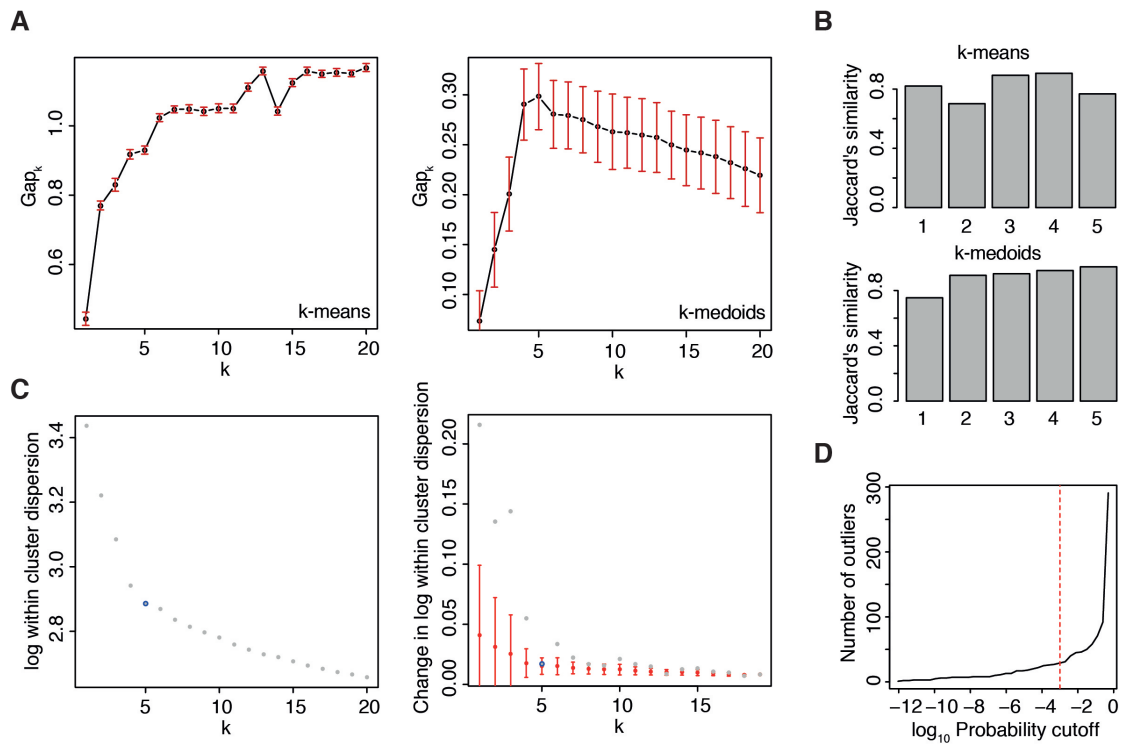 A
Gap_k
1.0
0.8
0.6
k-means
5 10 15 20
k
Gap_k
0.30
0.25
0.20
0.15
0.10
k-medoids
5 10 15 20
k
B
k-means
Jaccard's similarity
0.8
0.4
0.0
1 2 3 4 5
k-medoids
Jaccard's similarity
0.8
0.4
0.0
1 2 3 4 5
C
log within cluster dispersion
3.4
3.2
3.0
2.8
5 10 15 20
k
Change in log within cluster dispersion
0.20
0.15
0.10
0.05
0.00
5 10 15
k
D
Number of outliers
300
200
100
0
−12 −10 −8 −6 −4 −2 0
log₁₀ Probability cutoff